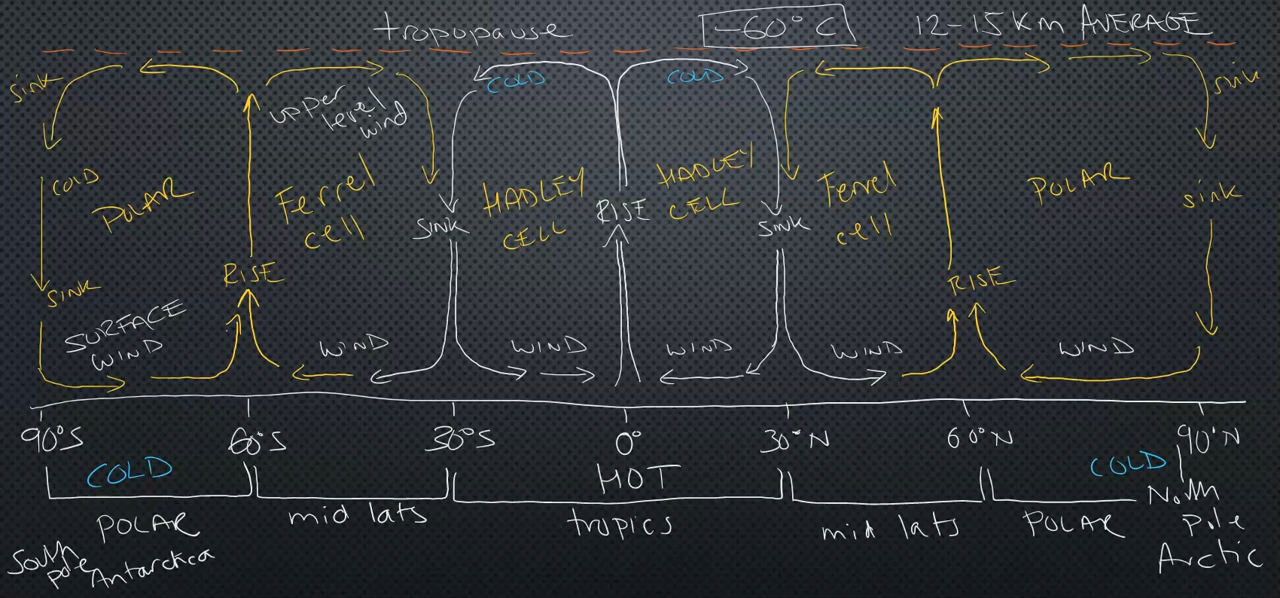 tropopause
-60°C
12-15 Km AVERAGE
sink
COLD
COLD
sink
upper
level
wind
COLD
POLAR
Ferrel
cell
HADLEY
CELL
RISE
HADLEY
CELL
Ferrel
cell
POLAR
sink
SINK
SINK
SINK
RISE
RISE
SURFACE
WIND
WIND
WIND
WIND
WIND
WIND
90°S
60°S
30°S
0°
30°N
60°N
90°N
COLD
HOT
COLD
POLAR
mid lats
tropics
mid lats
POLAR
North
Pole
Arctic
South
pole
Antarctica